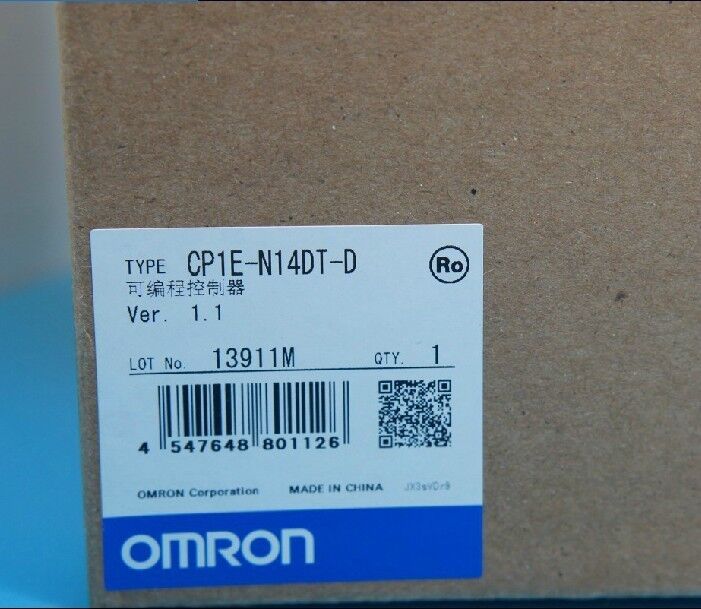 TYPE CP1E-N14DT-D Ro
可编程控制器
Ver. 1.1
LOT No. 13911M QTY. 1
4 547648 801126
OMRON Corporation MADE IN CHINA
OMRON